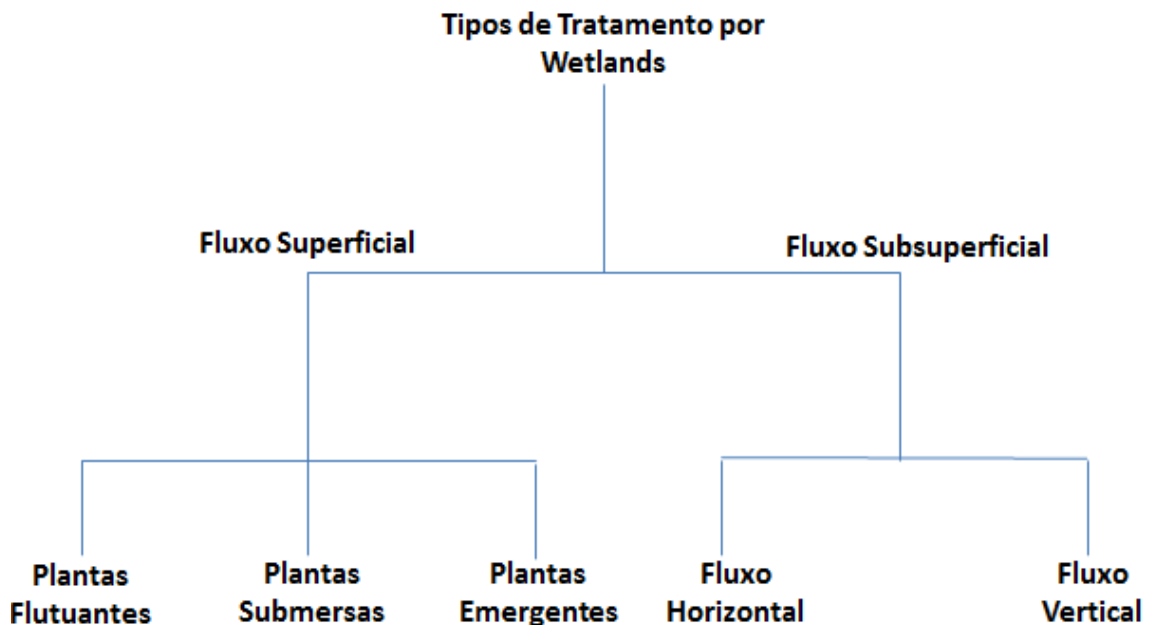 Tipos de Tratamento por
Wetlands
Fluxo Superficial
Fluxo Subsuperficial
Plantas
Flutuantes
Plantas
Submersas
Plantas
Emergentes
Fluxo
Horizontal
Fluxo
Vertical